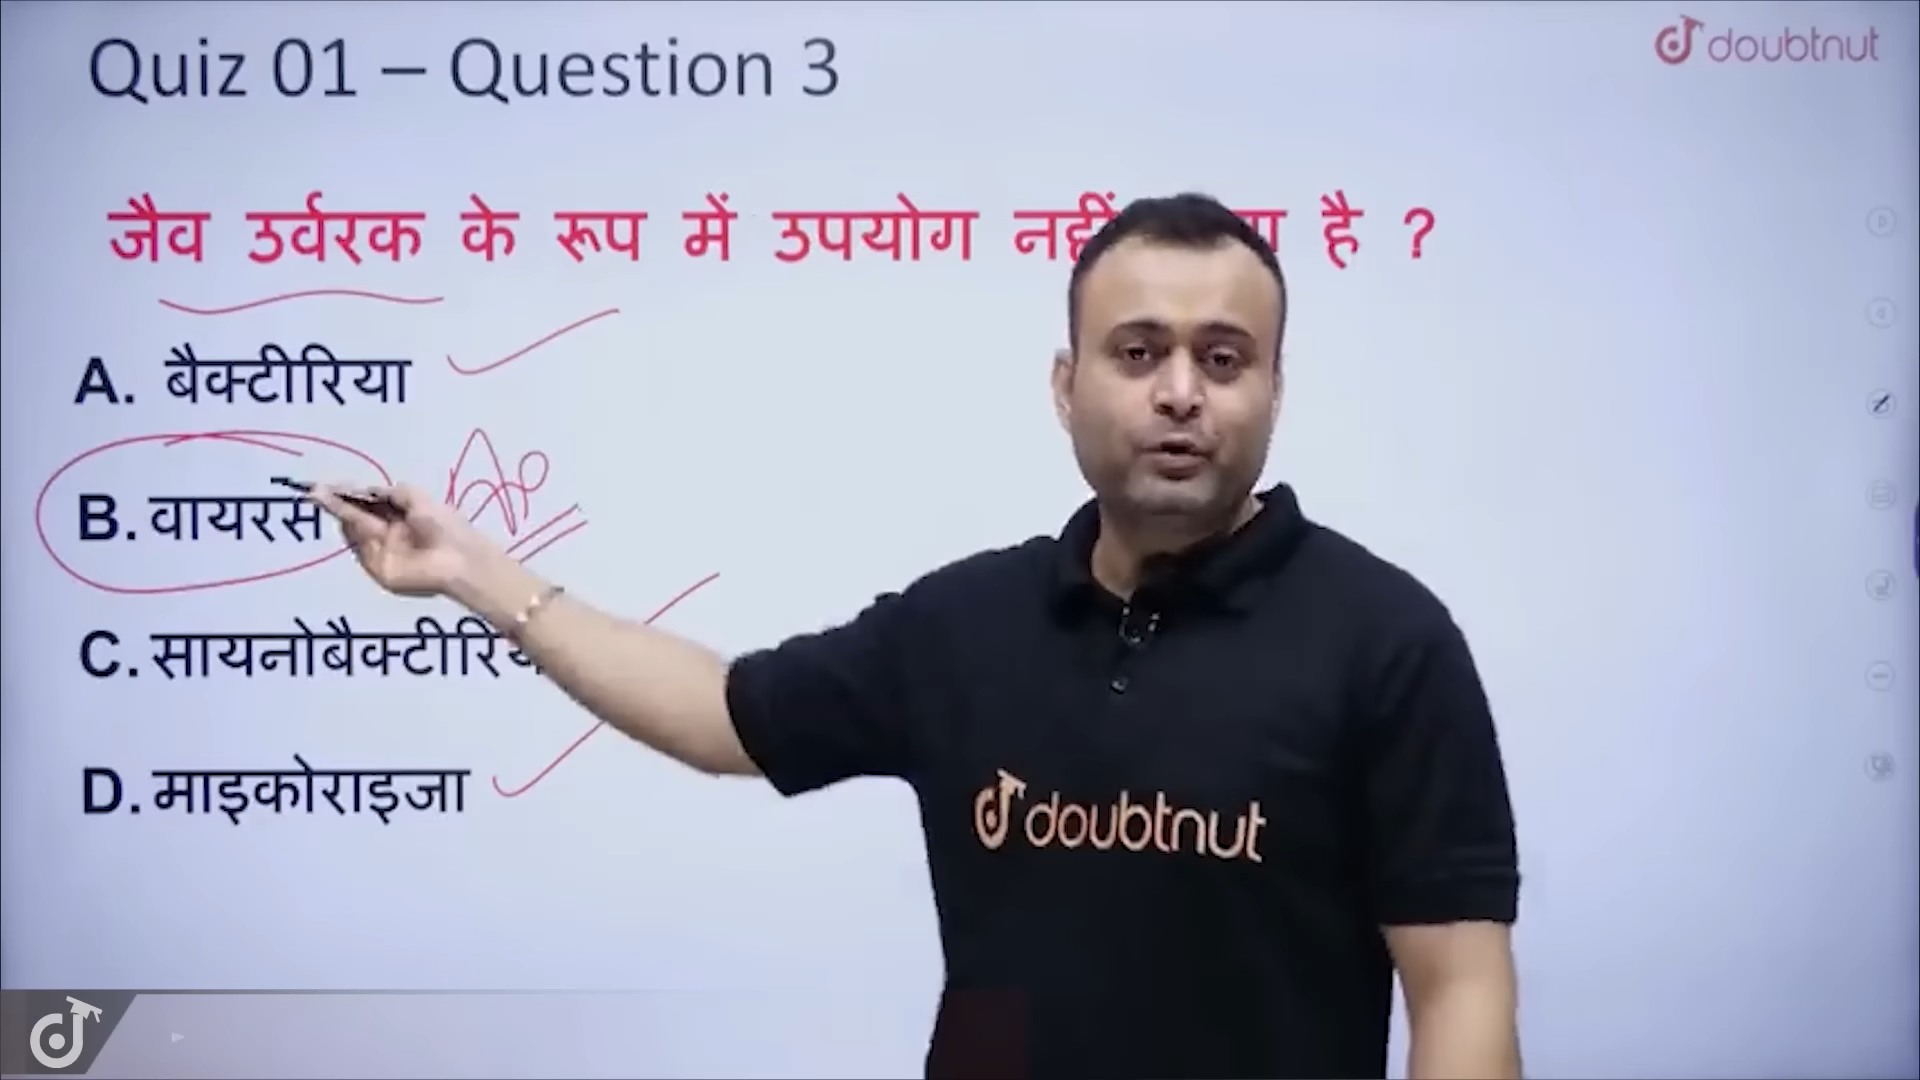 Quiz 01 – Question 3
doubtnut
जैव उर्वरक के रूप में उपयोग नहीं है ?
A. बैक्टीरिया
B. वायरस
C. सायनोबैक्टीरिया
D. माइकोराइजा
doubtnut